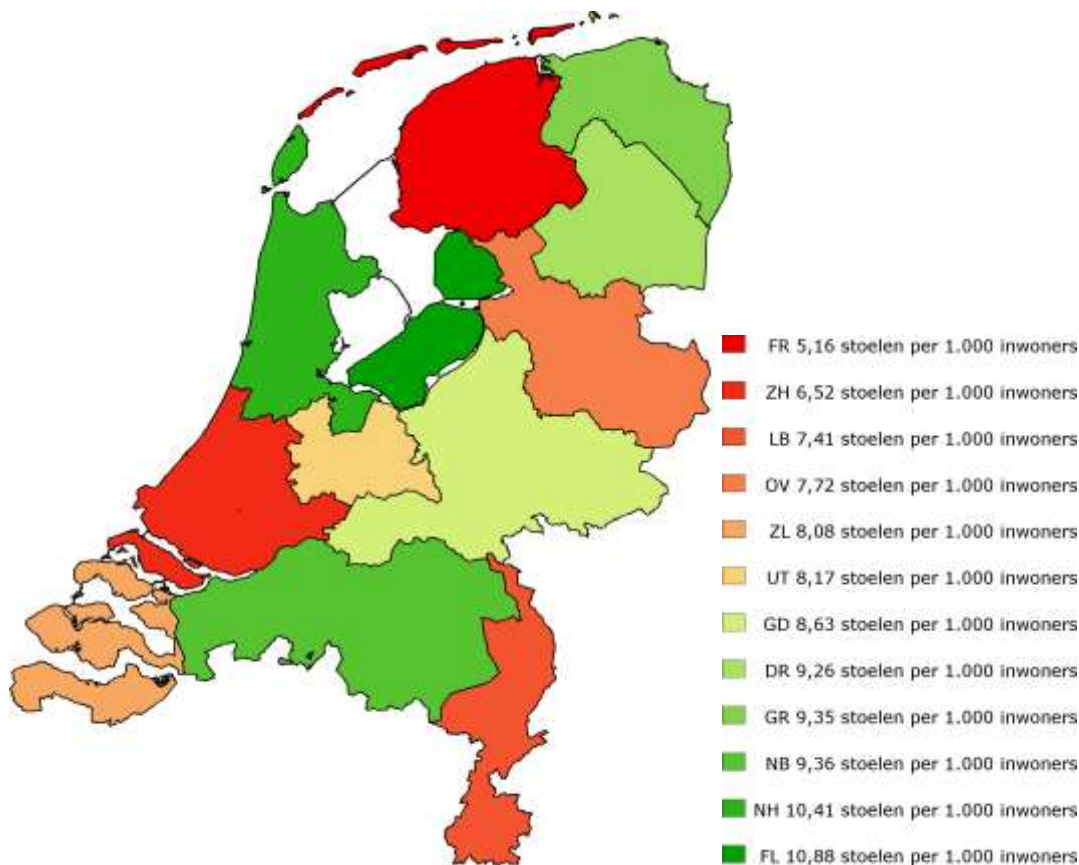 FR 5,16 stoelen per 1.000 inwoners
ZH 6,52 stoelen per 1.000 inwoners
LB 7,41 stoelen per 1.000 inwoners
OV 7,72 stoelen per 1.000 inwoners
ZL 8,08 stoelen per 1.000 inwoners
UT 8,17 stoelen per 1.000 inwoners
GD 8,63 stoelen per 1.000 inwoners
DR 9,26 stoelen per 1.000 inwoners
GR 9,35 stoelen per 1.000 inwoners
NB 9,36 stoelen per 1.000 inwoners
NH 10,41 stoelen per 1.000 inwoners
FL 10,88 stoelen per 1.000 inwoners